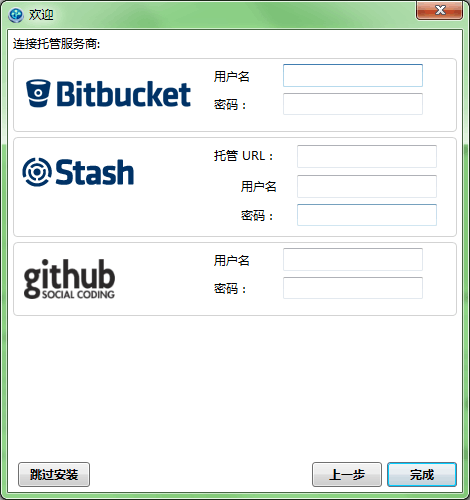 欢迎
连接托管服务商:
Bitbucket
用户名
密码：
Stash
托管 URL：
用户名
密码：
github
SOCIAL CODING
用户名
密码：
跳过安装 上一步 完成